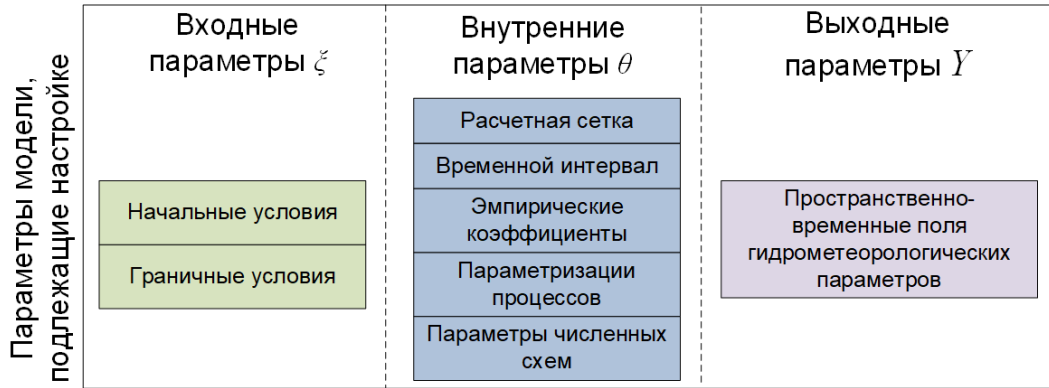 Параметры модели,
подлежащие настройке
Входные
параметры ξ
Начальные условия
Граничные условия
Внутренние
параметры θ
Расчетная сетка
Временной интервал
Эмпирические
коэффициенты
Параметризации
процессов
Параметры численных
схем
Выходные
параметры Y
Пространственно-
временные поля
гидрометеорологических
параметров